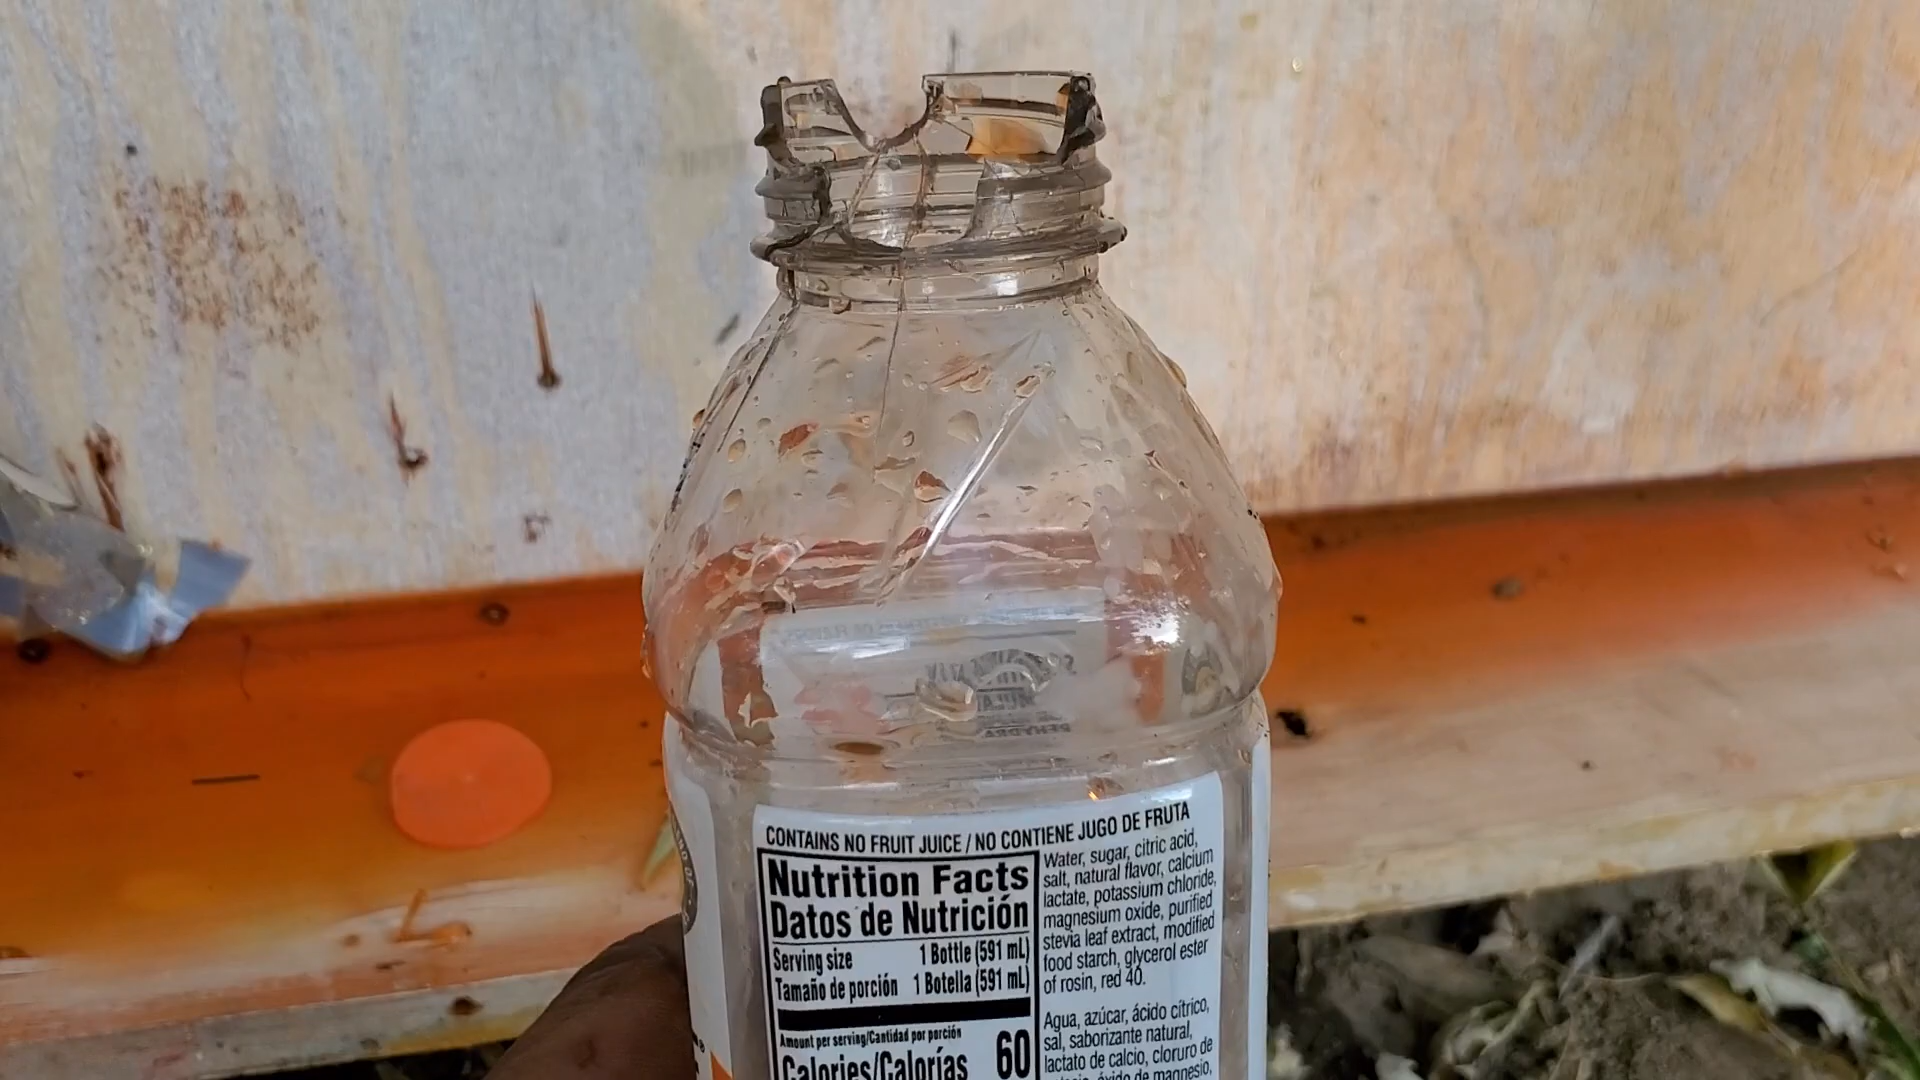 CONTAINS NO FRUIT JUICE / NO CONTIENE JUGO DE FRUTA
Nutrition Facts
Datos de Nutrición
Serving size 1 Bottle (591 mL)
Tamaño de porción 1 Botella (591 mL)
Amount per serving/Cantidad por porción
Calories/Calorías 60
Water, sugar, citric acid,
salt, natural flavor, calcium
lactate, potassium chloride,
magnesium oxide, purified
stevia leaf extract, modified
food starch, glycerol ester
of rosin, red 40.
Agua, azúcar, ácido cítrico,
sal, saborizante natural,
lactato de calcio, cloruro de
óxido de magnesio,